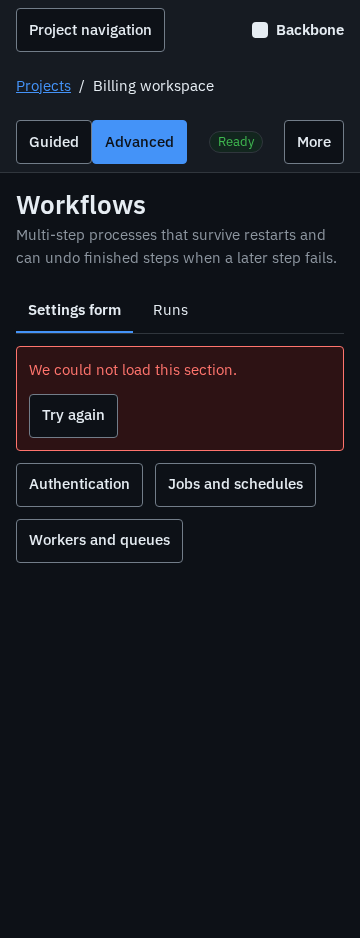 Project navigation
Backbone
Projects / Billing workspace
Guided
Advanced
Ready
More
Workflows
Multi-step processes that survive restarts and
can undo finished steps when a later step fails.
Settings form
Runs
We could not load this section.
Try again
Authentication
Jobs and schedules
Workers and queues